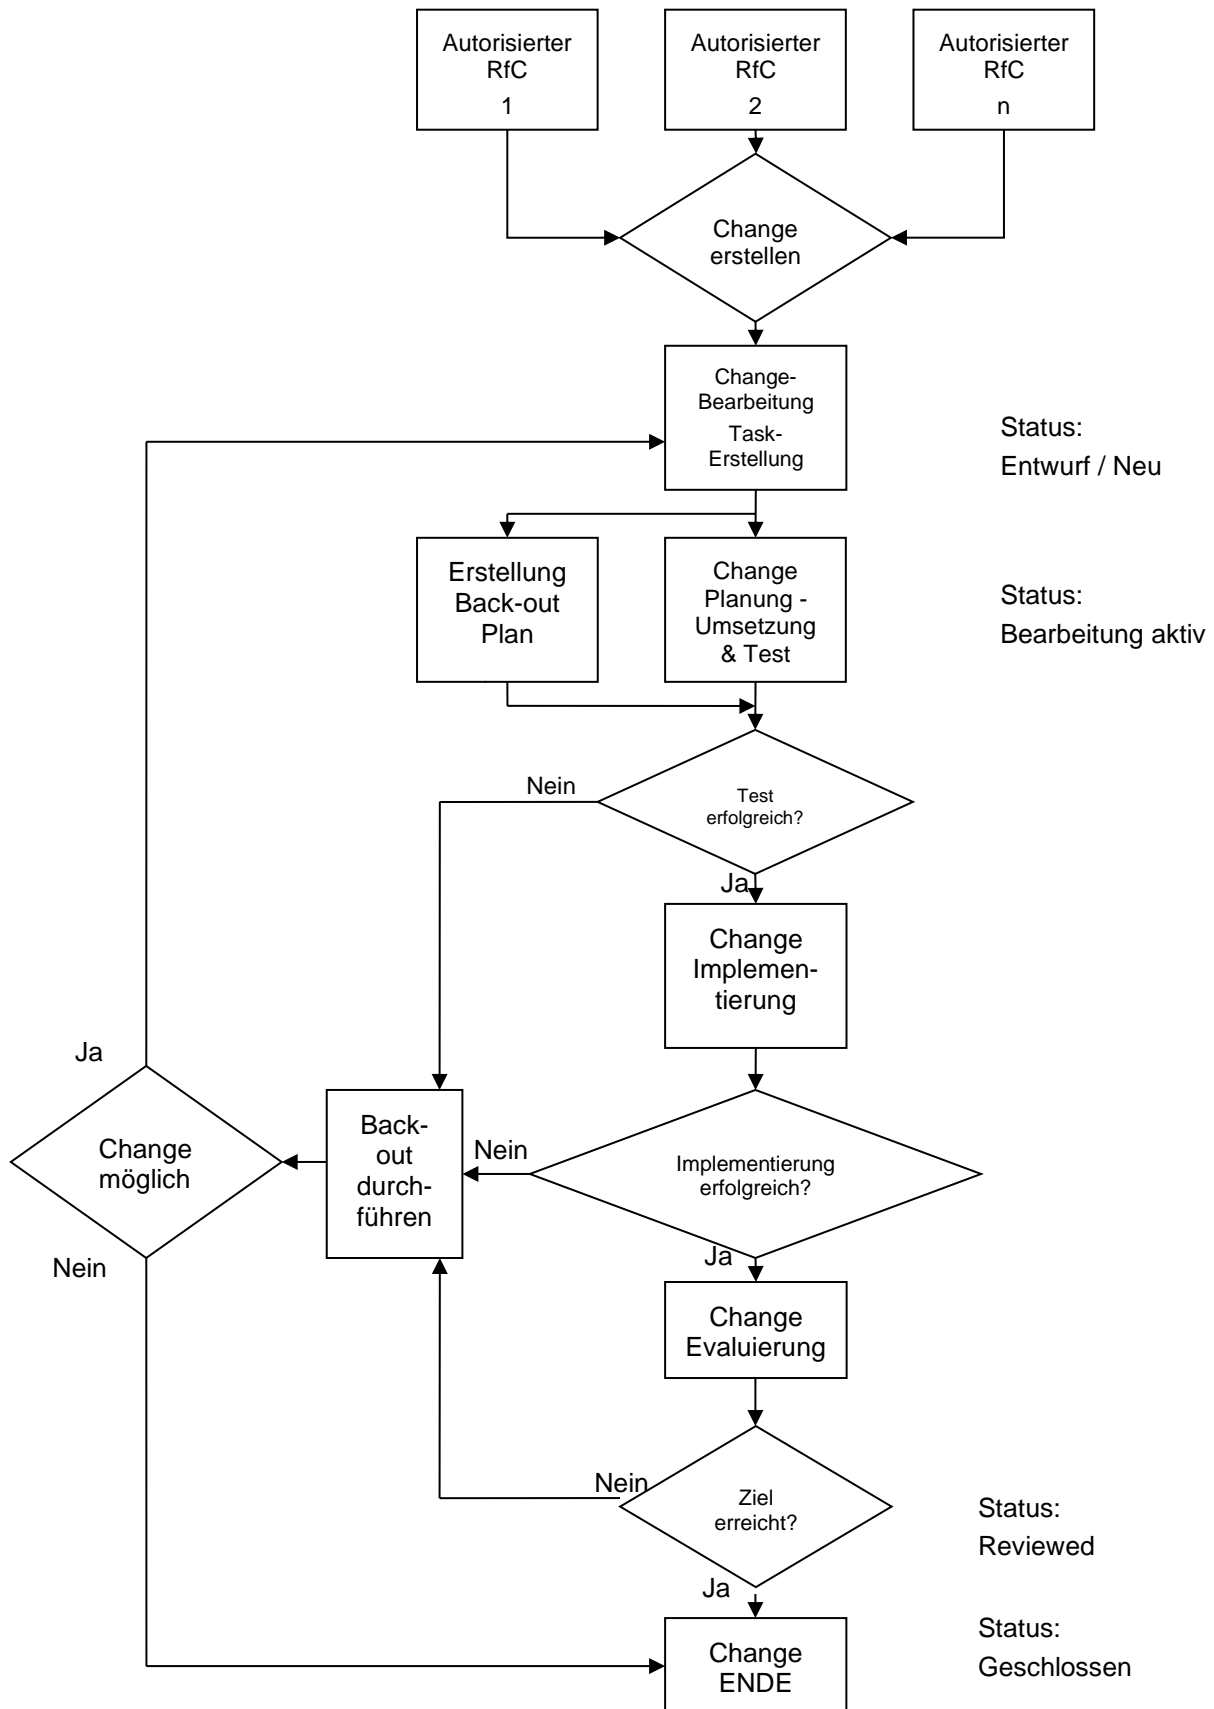 Autorisierter
RfC
1
Autorisierter
RfC
2
Autorisierter
RfC
n
Change
erstellen
Change-
Bearbeitung
Task-
Erstellung
Status:
Entwurf / Neu
Erstellung
Back-out
Plan
Change
Planung -
Umsetzung
& Test
Status:
Bearbeitung aktiv
Nein
Test
erfolgreich?
Ja
Change
Implemen-
tierung
Ja
Change
möglich
Nein
Back-
out
durch-
führen
Nein
Implementierung
erfolgreich?
Ja
Change
Evaluierung
Nein
Ziel
erreicht?
Status:
Reviewed
Ja
Change
ENDE
Status:
Geschlossen